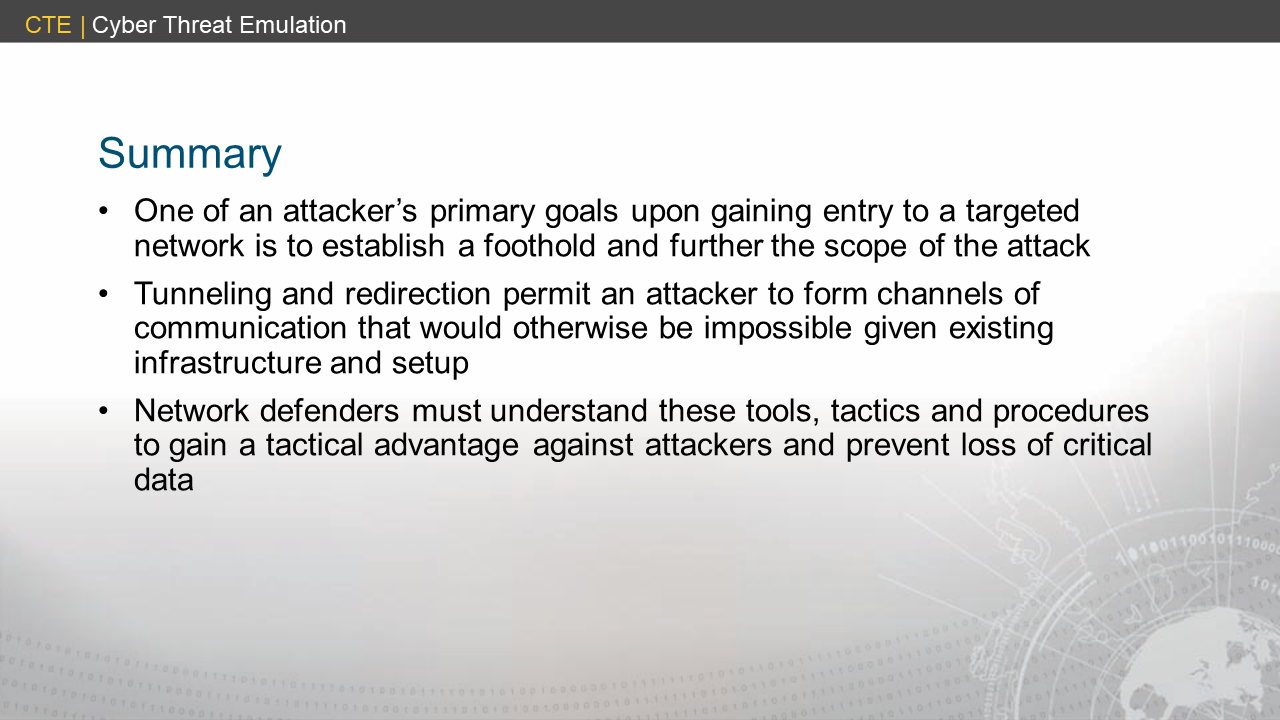 CTE | Cyber Threat Emulation
Summary
• One of an attacker’s primary goals upon gaining entry to a targeted
network is to establish a foothold and further the scope of the attack
• Tunneling and redirection permit an attacker to form channels of
communication that would otherwise be impossible given existing
infrastructure and setup
• Network defenders must understand these tools, tactics and procedures
to gain a tactical advantage against attackers and prevent loss of critical
data